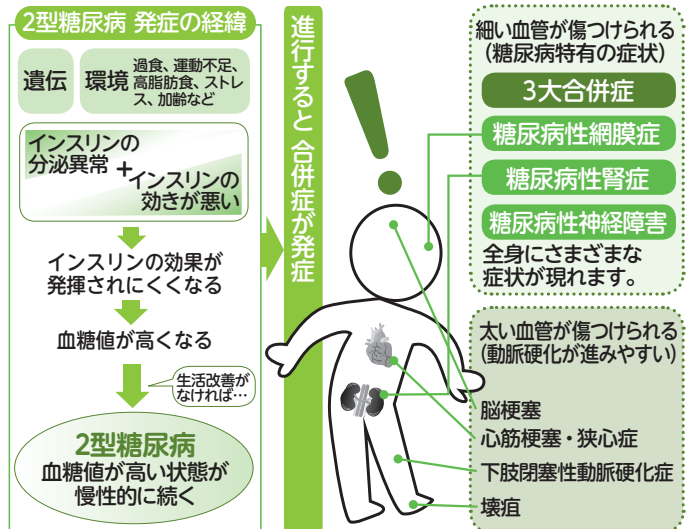 2型糖尿病 発症の経緯
遺伝
環境
過食、運動不足、
高脂肪食、ストレ
ス、加齢など
インスリンの
分泌異常
+
インスリンの
効きが悪い
インスリンの効果が
発揮されにくくなる
血糖値が高くなる
生活改善が
なければ…
2型糖尿病
血糖値が高い状態が
慢性的に続く
進行すると 合併症が発症
!
細い血管が傷つけられる
(糖尿病特有の症状)
3大合併症
糖尿病性網膜症
糖尿病性腎症
糖尿病性神経障害
全身にさまざまな
症状が現れます。
太い血管が傷つけられる
(動脈硬化が進みやすい)
脳梗塞
心筋梗塞・狭心症
下肢閉塞性動脈硬化症
壊疽